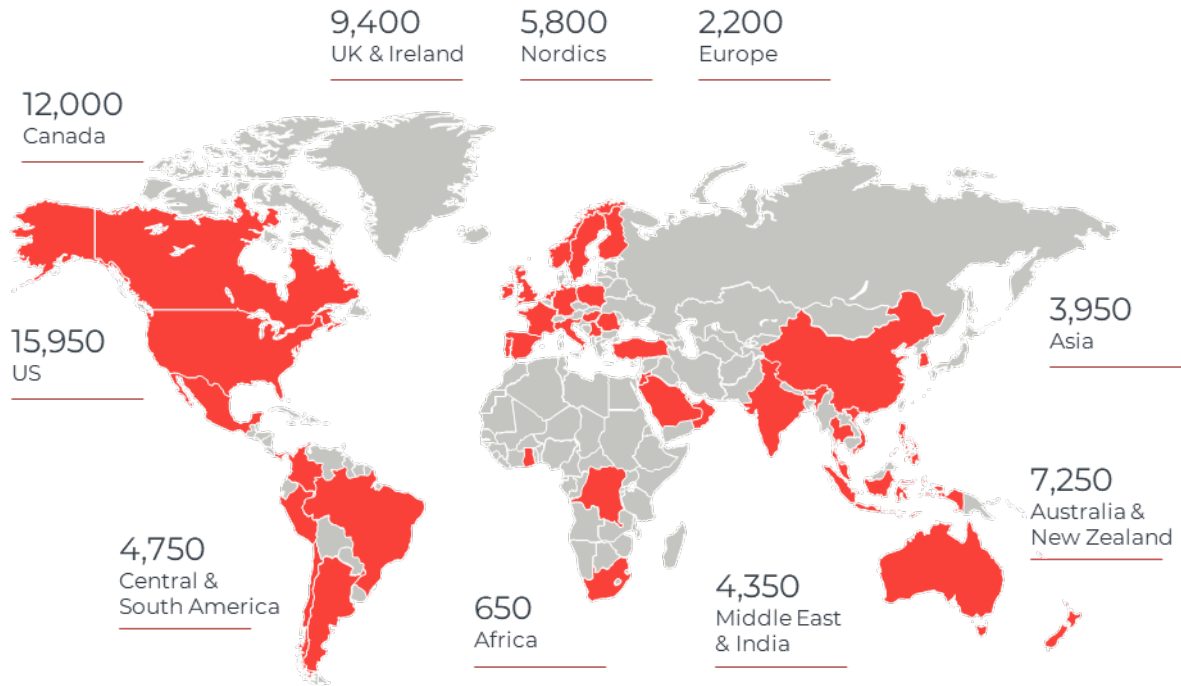 9,400
UK & Ireland
5,800
Nordics
2,200
Europe
12,000
Canada
15,950
US
3,950
Asia
7,250
Australia &
New Zealand
4,750
Central &
South America
650
Africa
4,350
Middle East
& India